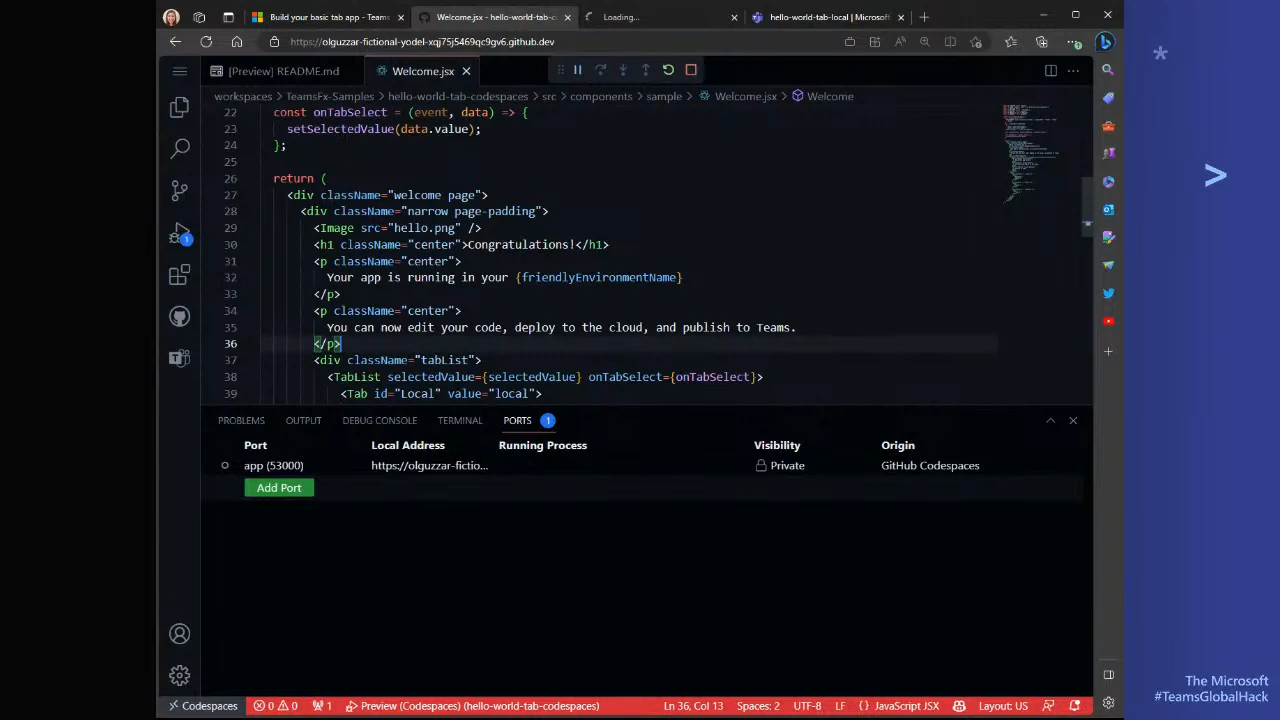 Build your basic tab app - Teams
Welcome.jsx - hello-world-tab-c
Loading...
hello-world-tab-local | Microsoft
https://olguzzar-fictional-yodel-xqj75j5469qc9gv6.github.dev
[Preview] README.md
Welcome.jsx
workspaces > TeamsFx-Samples > hello-world-tab-codespaces > src > components > sample > Welcome.jsx > Welcome
22 const onTabSelect = (event, data) => {
23 setSelectedValue(data.value);
24 };
25
26 return (
27 <div className="welcome page">
28 <div className="narrow page-padding">
29 <Image src="hello.png" />
30 <h1 className="center">Congratulations!</h1>
31 <p className="center">
32 Your app is running in your {friendlyEnvironmentName}
33 </p>
34 <p className="center">
35 You can now edit your code, deploy to the cloud, and publish to Teams.
36 </p>
37 <div className="tabList">
38 <TabList selectedValue={selectedValue} onTabSelect={onTabSelect}>
39 <Tab id="Local" value="local">
PROBLEMS OUTPUT DEBUG CONSOLE TERMINAL PORTS 1
Port Local Address Running Process Visibility Origin
app (53000) https://olguzzar-fictio... Private GitHub Codespaces
Add Port
Codespaces 0 0 1 Preview (Codespaces) (hello-world-tab-codespaces) Ln 36, Col 13 Spaces: 2 UTF-8 LF {} JavaScript JSX Layout: US
The Microsoft
#TeamsGlobalHack